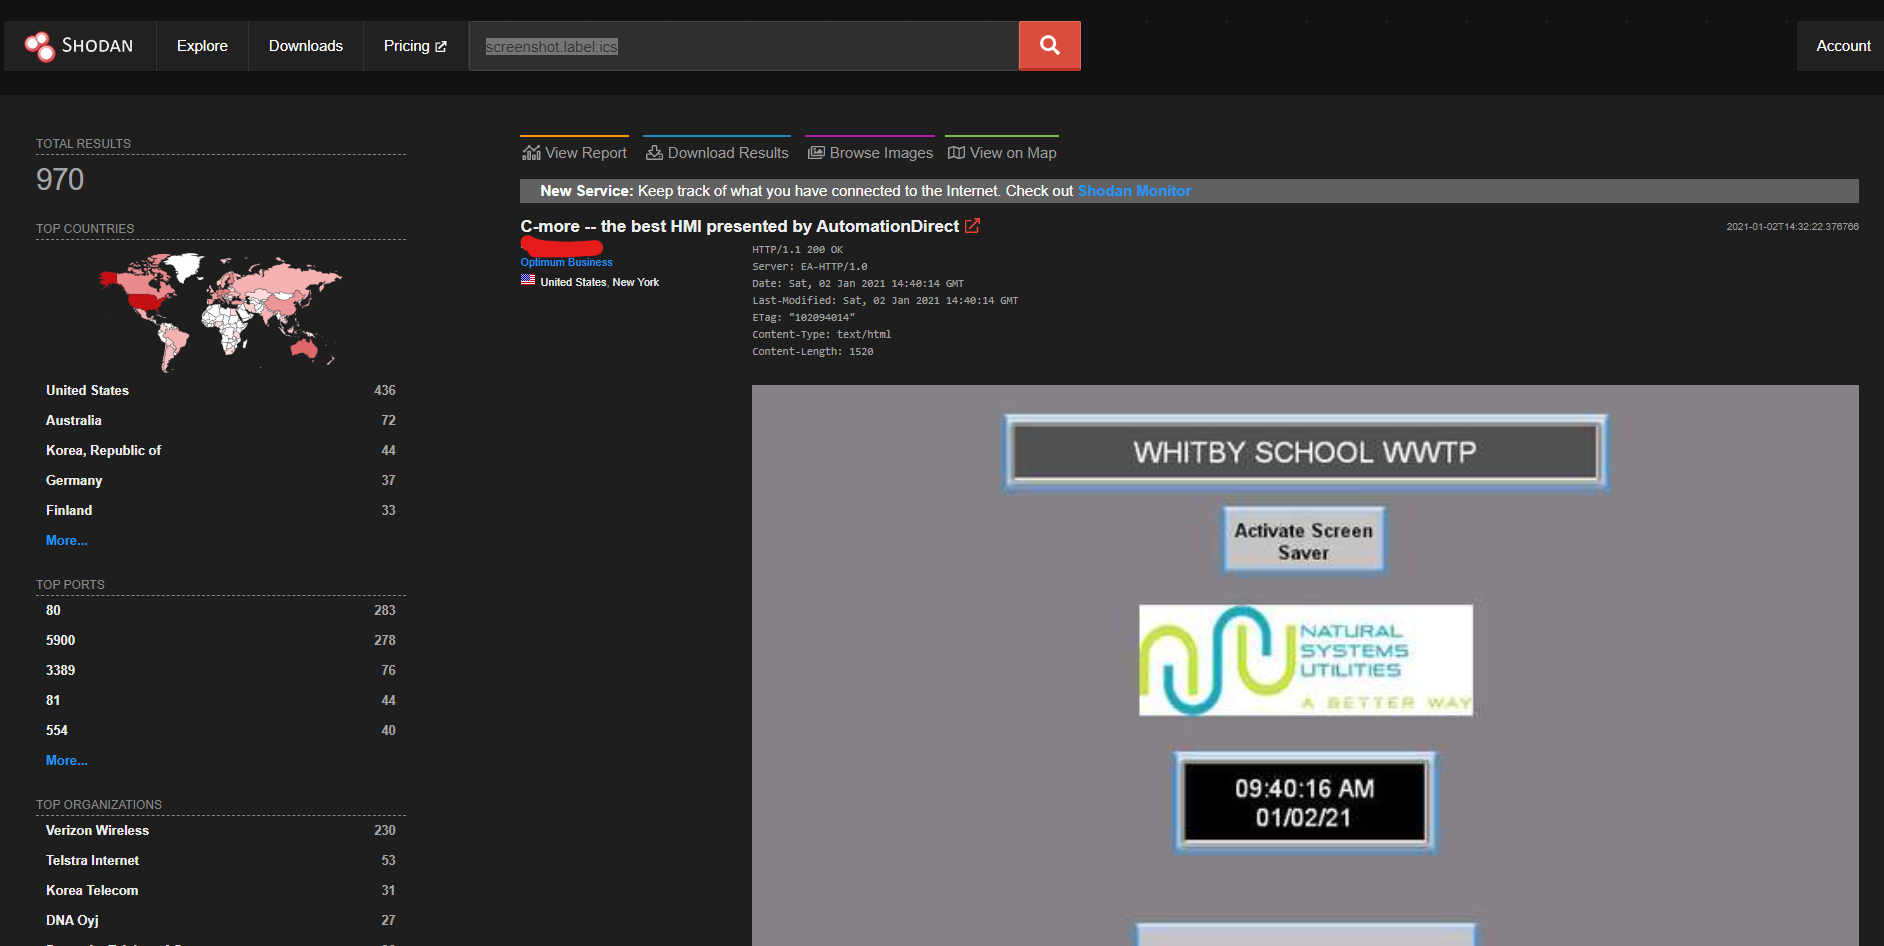 SHODAN
Explore
Downloads
Pricing
screenshot.label:ics
Account
TOTAL RESULTS
970
TOP COUNTRIES
United States 436
Australia 72
Korea, Republic of 44
Germany 37
Finland 33
More...
TOP PORTS
80 283
5900 278
3389 76
81 44
554 40
More...
TOP ORGANIZATIONS
Verizon Wireless 230
Telstra Internet 53
Korea Telecom 31
DNA Oyj 27
View Report
Download Results
Browse Images
View on Map
New Service: Keep track of what you have connected to the Internet. Check out Shodan Monitor
C-more -- the best HMI presented by AutomationDirect
2021-01-02T14:32:22.376766
Optimum Business
United States, New York
HTTP/1.1 200 OK
Server: EA-HTTP/1.0
Date: Sat, 02 Jan 2021 14:40:14 GMT
Last-Modified: Sat, 02 Jan 2021 14:40:14 GMT
ETag: "102094014"
Content-Type: text/html
Content-Length: 1520
WHITBY SCHOOL WWTP
Activate Screen
Saver
NATURAL
SYSTEMS
UTILITIES
A BETTER WAY
09:40:16 AM
01/02/21